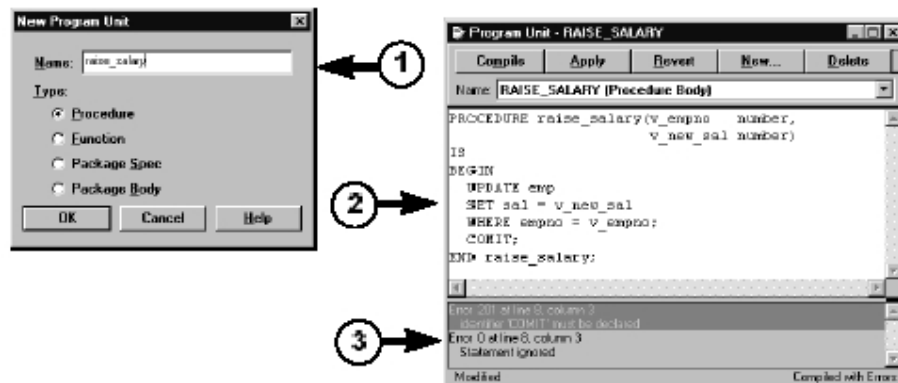 New Program Unit
Name: raise_salary
Type:
Procedure
Function
Package Spec
Package Body
OK Cancel Help
1
Program Unit - RAISE_SALARY
Compile Apply Revert New... Delete
Name: RAISE_SALARY (Procedure Body)
PROCEDURE raise_salary(v_empno number,
v_new_sal number)
IS
BEGIN
UPDATE emp
SET sal = v_new_sal
WHERE empno = v_empno;
COMIT;
END raise_salary;
2
Error 201 at line 8, column 3
identifier 'COMIT' must be declared
Error 0 at line 8, column 3
Statement ignored
3
Modified Compiled with Errors